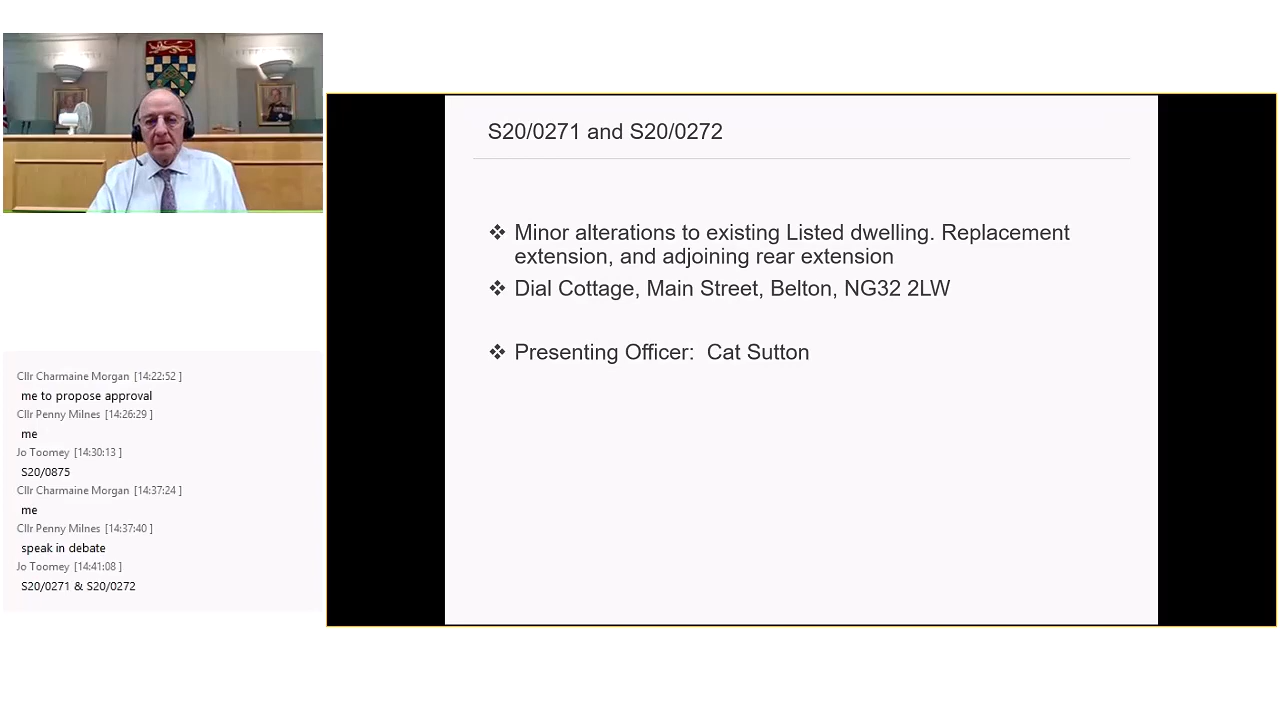 S20/0271 and S20/0272
❖ Minor alterations to existing Listed dwelling. Replacement
extension, and adjoining rear extension
❖ Dial Cottage, Main Street, Belton, NG32 2LW
❖ Presenting Officer:  Cat Sutton
Cllr Charmaine Morgan [14:22:52 ]
me to propose approval
Cllr Penny Milnes [14:26:29 ]
me
Jo Toomey [14:30:13 ]
S20/0875
Cllr Charmaine Morgan [14:37:24 ]
me
Cllr Penny Milnes [14:37:40 ]
speak in debate
Jo Toomey [14:41:08 ]
S20/0271 & S20/0272